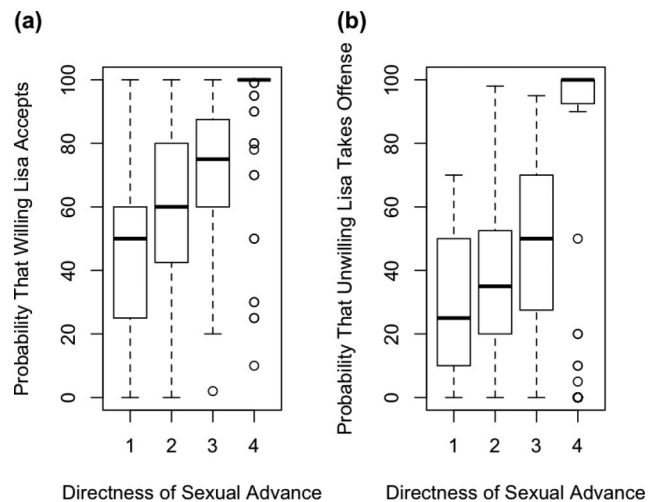 (a)
Probability That Willing Lisa Accepts
100
80
60
40
20
0
1 2 3 4
Directness of Sexual Advance
(b)
Probability That Unwilling Lisa Takes Offense
100
80
60
40
20
0
1 2 3 4
Directness of Sexual Advance